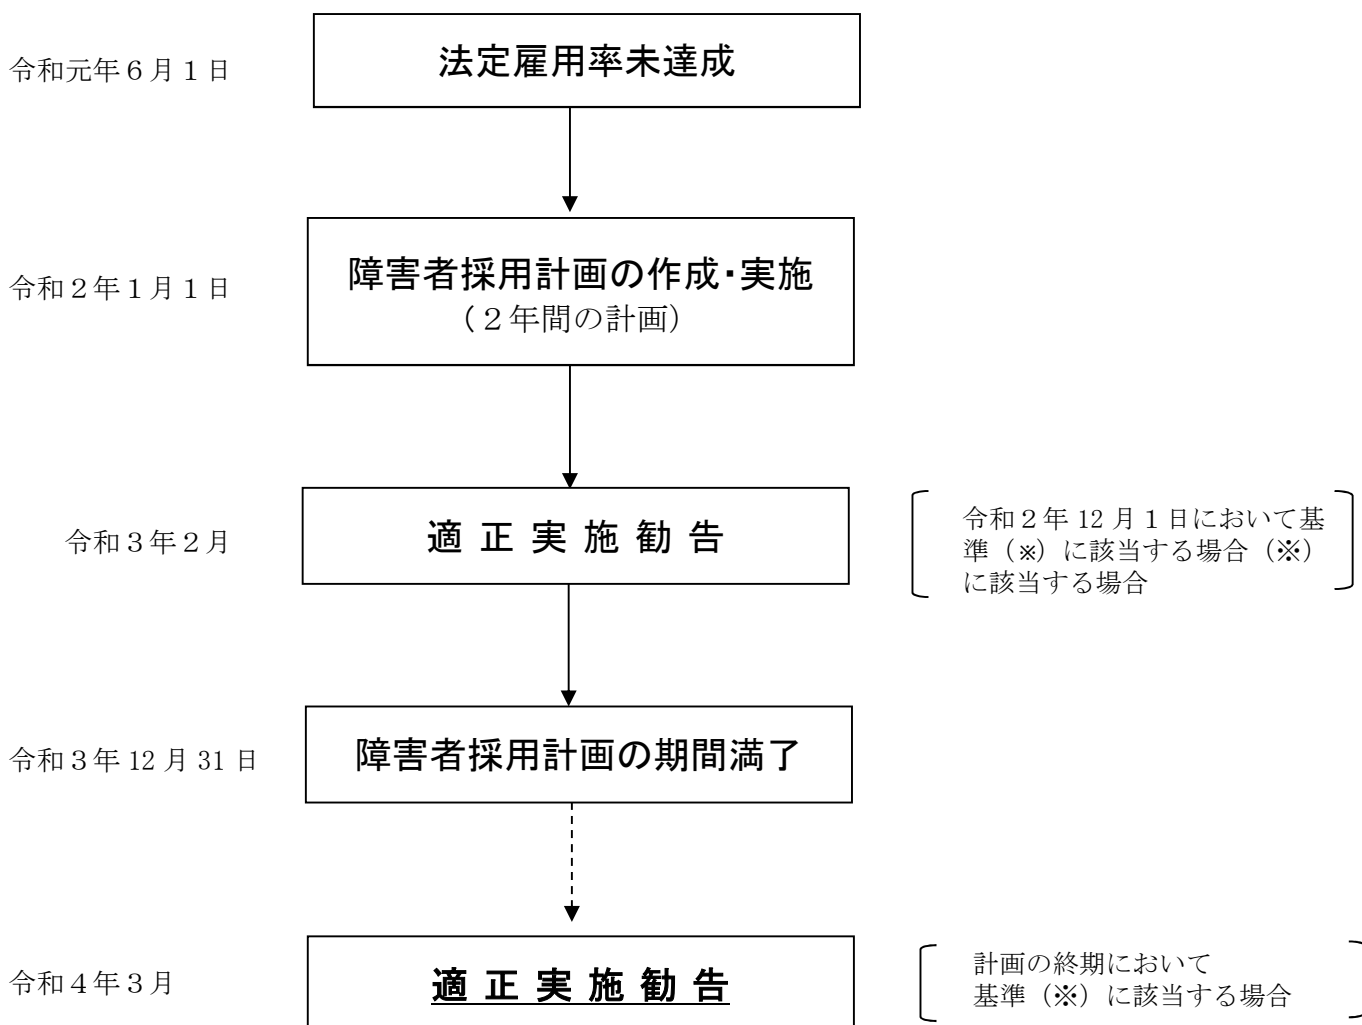 令和元年６月１日
法定雇用率未達成
令和２年１月１日
障害者採用計画の作成・実施
（２年間の計画）
令和３年２月
適 正 実 施 勧 告
令和２年 12 月１日において基
準（※）に該当する場合（※）
に該当する場合
令和３年 12 月 31 日
障害者採用計画の期間満了
令和４年３月
適 正 実 施 勧 告
計画の終期において
基準（※）に該当する場合